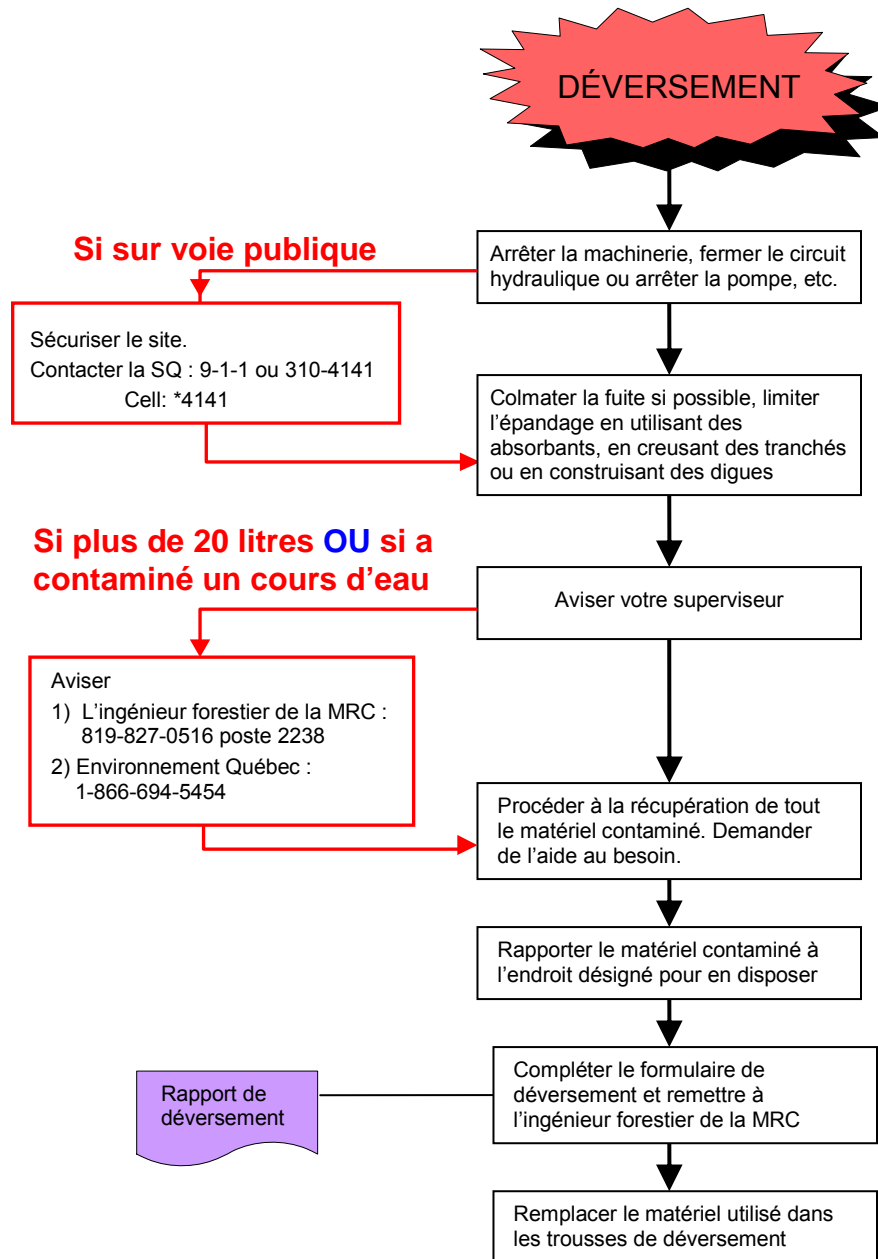 DÉVERSEMENT
Arrêter la machinerie, fermer le circuit
hydraulique ou arrêter la pompe, etc.
Si sur voie publique
Sécuriser le site.
Contacter la SQ : 9-1-1 ou 310-4141
Cell: *4141
Colmater la fuite si possible, limiter
l’épandage en utilisant des
absorbants, en creusant des tranchés
ou en construisant des digues
Si plus de 20 litres OU si a
contaminé un cours d’eau
Aviser votre superviseur
Aviser
1) L’ingénieur forestier de la MRC :
819-827-0516 poste 2238
2) Environnement Québec :
1-866-694-5454
Procéder à la récupération de tout
le matériel contaminé. Demander
de l’aide au besoin.
Rapporter le matériel contaminé à
l’endroit désigné pour en disposer
Rapport de
déversement
Compléter le formulaire de
déversement et remettre à
l’ingénieur forestier de la MRC
Remplacer le matériel utilisé dans
les trousses de déversement